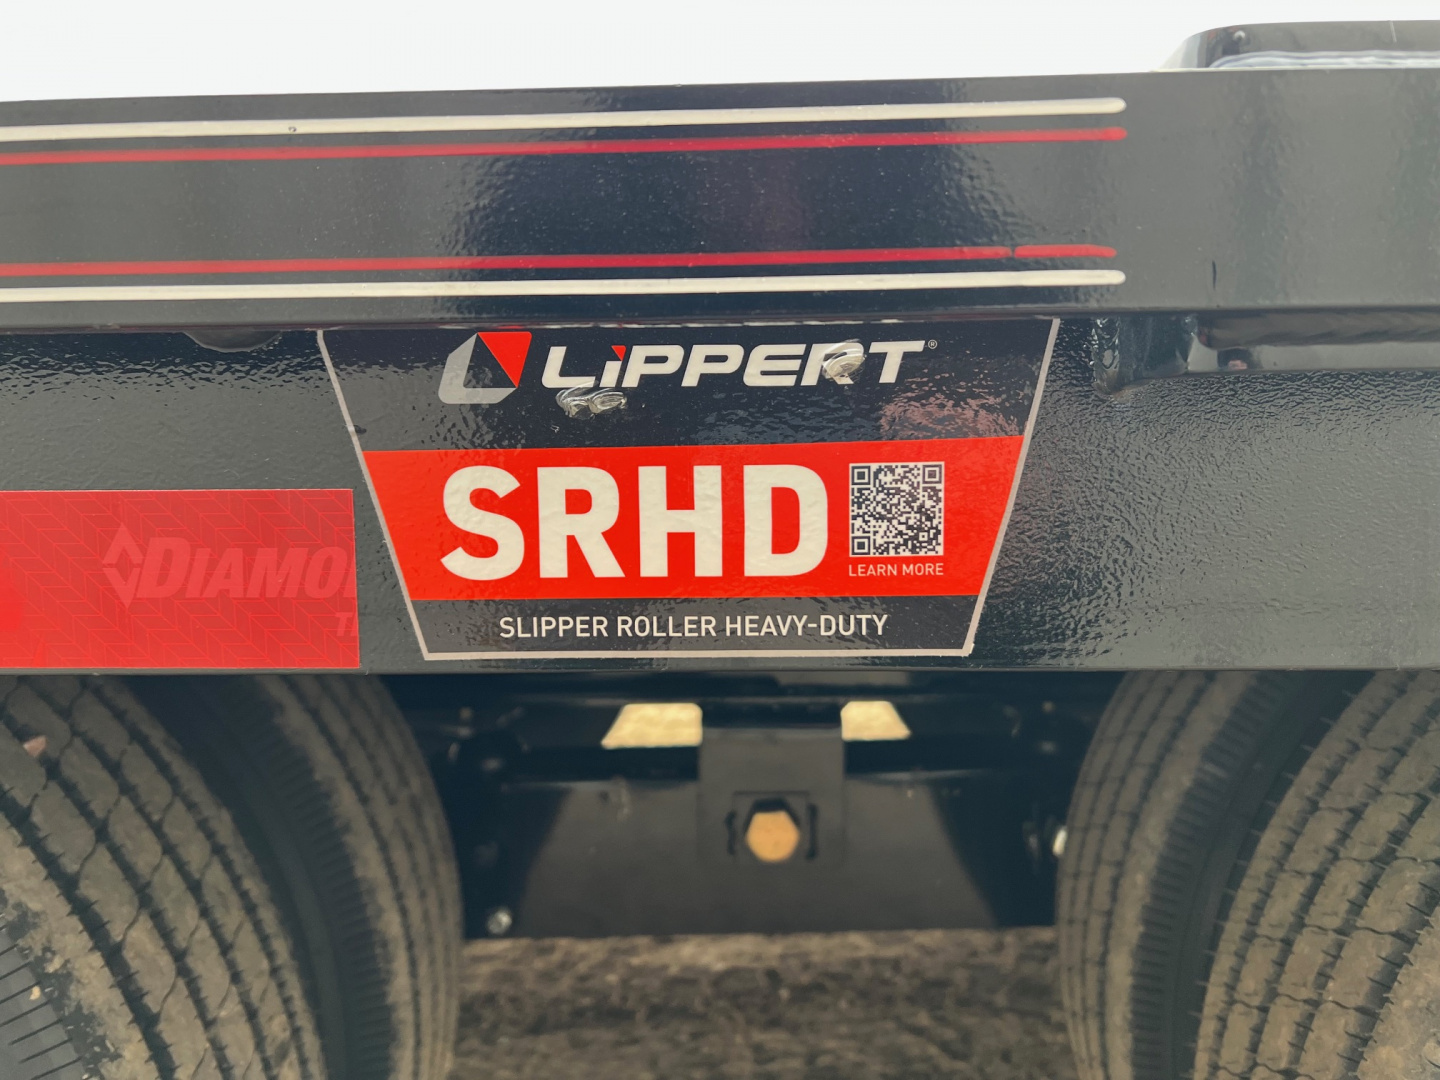 LiPPERT®
SRHD
LEARN MORE
SLIPPER ROLLER HEAVY-DUTY